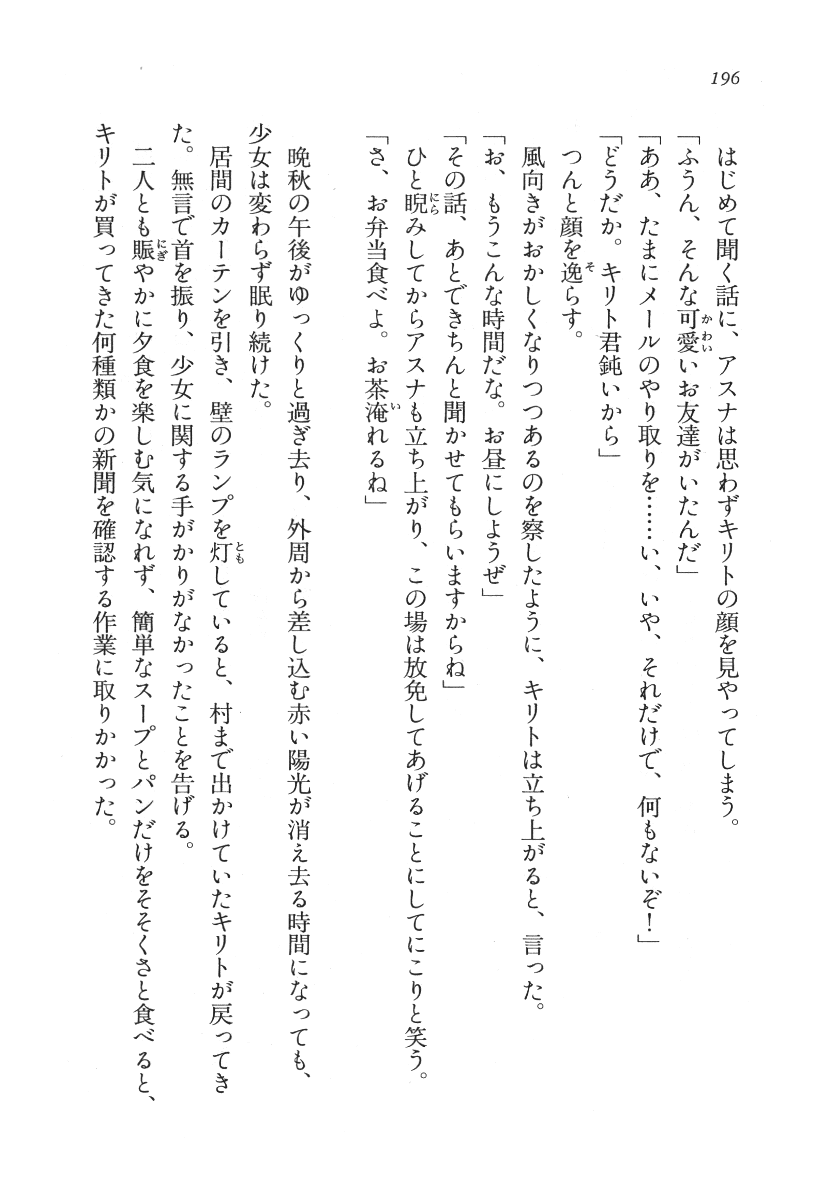 196
はじめて聞く話に、アスナは思わずキリトの顔を見やってしまう。
「ふうん、そんな可愛いお友達がいたんだ」
「ああ、たまにメールのやり取りを……い、いや、それだけで、何もないぞ！」
「どうだか。キリト君鈍いから」
つんと顔を逸らす。
風向きがおかしくなりつつあるのを察したように、キリトは立ち上がると、言った。
「お、もうこんな時間だな。お昼にしようぜ」
「その話、あとできちんと聞かせてもらいますからね」
ひと睨みしてからアスナも立ち上がり、この場は放免してあげることにしてにこりと笑う。
「さ、お弁当食べよ。お茶淹れるね」
晩秋の午後がゆっくりと過ぎ去り、外周から差し込む赤い陽光が消え去る時間になっても、
少女は変わらず眠り続けた。
居間のカーテンを引き、壁のランプを灯していると、村まで出かけていたキリトが戻ってき
た。無言で首を振り、少女に関する手がかりがなかったことを告げる。
二人とも賑やかに夕食を楽しむ気になれず、簡単なスープとパンだけをそそくさと食べると、
キリトが買ってきた何種類かの新聞を確認する作業に取りかかった。